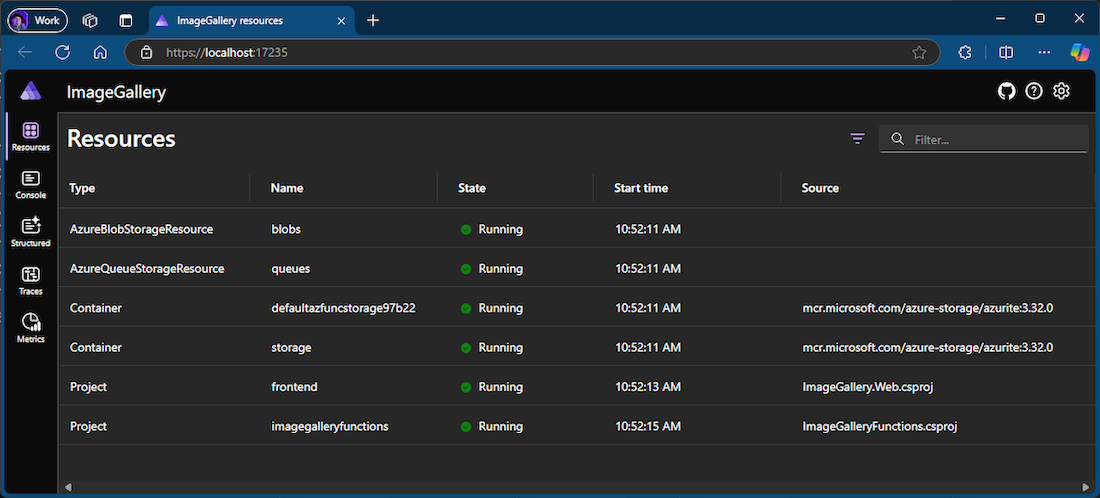 Work
ImageGallery resources
https://localhost:17235
ImageGallery
Resources
Filter...
Resources
Console
Structured
Traces
Metrics
Type Name State Start time Source
AzureBlobStorageResource blobs Running 10:52:11 AM
AzureQueueStorageResource queues Running 10:52:11 AM
Container defaultazfuncstorage97b22 Running 10:52:11 AM mcr.microsoft.com/azure-storage/azurite:3.32.0
Container storage Running 10:52:11 AM mcr.microsoft.com/azure-storage/azurite:3.32.0
Project frontend Running 10:52:13 AM ImageGallery.Web.csproj
Project imagegalleryfunctions Running 10:52:15 AM ImageGalleryFunctions.csproj